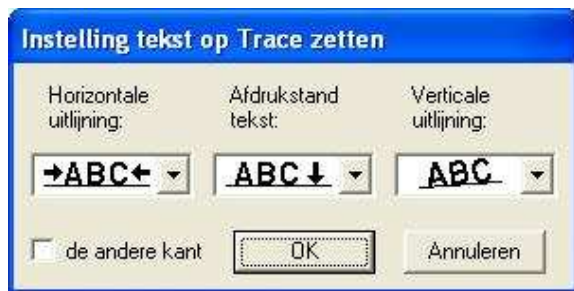 Instelling tekst op Trace zetten
Horizontale uitlijning:
Afdrukstand tekst:
Verticale uitlijning:
→ABC←
ABC↓
ABC
de andere kant
OK
Annuleren